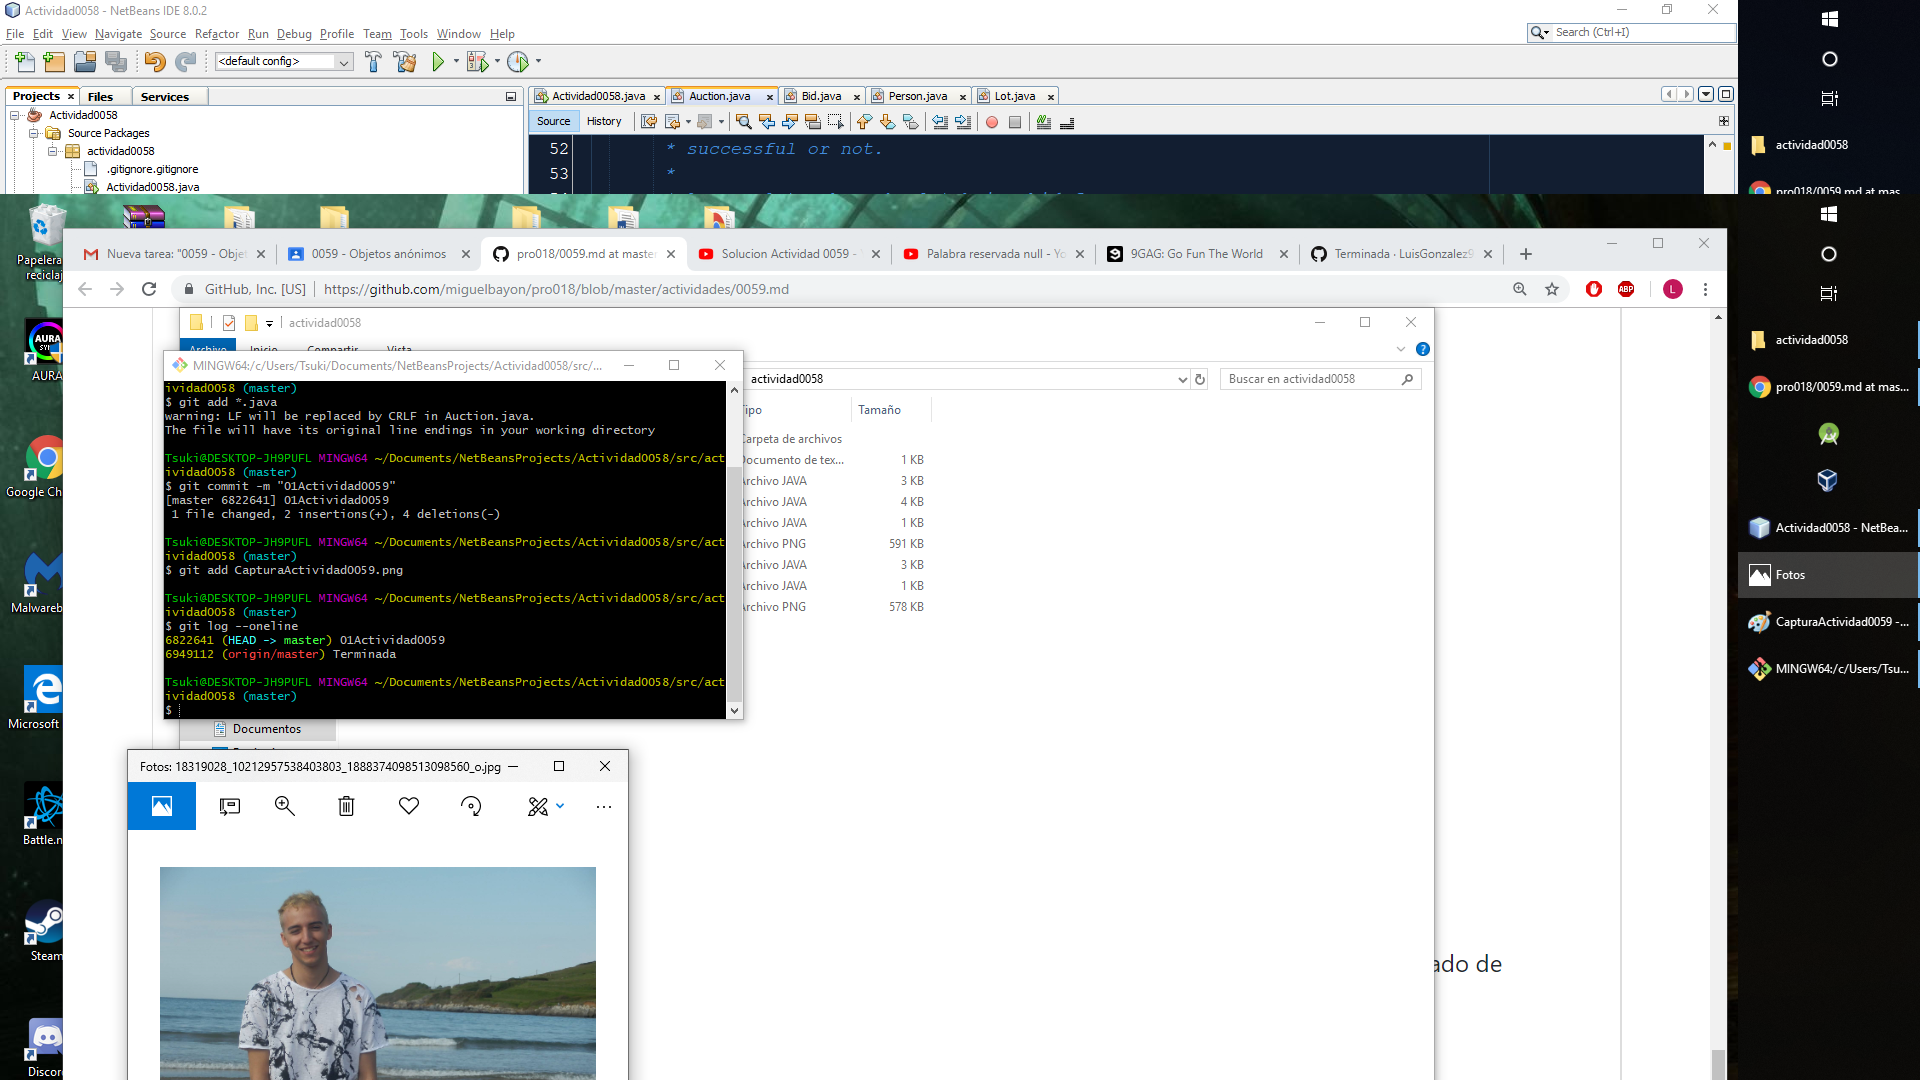 Actividad0058 - NetBeans IDE 8.0.2
File Edit View Navigate Source Refactor Run Debug Profile Team Tools Window Help
Search (Ctrl+I)
<default config>
Projects Files Services
Actividad0058
Source Packages
actividad0058
.gitignore.gitignore
Actividad0058.java
Actividad0058.java Auction.java Bid.java Person.java Lot.java
Source History
52 * successful or not.
53 *
actividad0058
pro018/0059.md at mas...
Papelera
reciclaj
AURA
Google Ch
Malwareb
Microsoft
Battle.n
Steam
Discor
Nueva tarea: "0059 - Obje
0059 - Objetos anónimos
pro018/0059.md at master
Solucion Actividad 0059 -
Palabra reservada null - Yo
9GAG: Go Fun The World
Terminada · LuisGonzalez9
GitHub, Inc. [US] | https://github.com/miguelbayon/pro018/blob/master/actividades/0059.md
ABP
L
actividad0058
Archivo Inicio Compartir Vista
actividad0058
Buscar en actividad0058
Tipo Tamaño
Carpeta de archivos
Documento de tex... 1 KB
Archivo JAVA 3 KB
Archivo JAVA 4 KB
Archivo JAVA 1 KB
Archivo PNG 591 KB
Archivo JAVA 3 KB
Archivo JAVA 1 KB
Archivo PNG 578 KB
Documentos
MINGW64:/c/Users/Tsuki/Documents/NetBeansProjects/Actividad0058/src/...
ividad0058 (master)
$ git add *.java
warning: LF will be replaced by CRLF in Auction.java.
The file will have its original line endings in your working directory
Tsuki@DESKTOP-JH9PUFL MINGW64 ~/Documents/NetBeansProjects/Actividad0058/src/act
ividad0058 (master)
$ git commit -m "01Actividad0059"
[master 6822641] 01Actividad0059
1 file changed, 2 insertions(+), 4 deletions(-)
Tsuki@DESKTOP-JH9PUFL MINGW64 ~/Documents/NetBeansProjects/Actividad0058/src/act
ividad0058 (master)
$ git add CapturaActividad0059.png
Tsuki@DESKTOP-JH9PUFL MINGW64 ~/Documents/NetBeansProjects/Actividad0058/src/act
ividad0058 (master)
$ git log --oneline
6822641 (HEAD -> master) 01Actividad0059
6949112 (origin/master) Terminada
Tsuki@DESKTOP-JH9PUFL MINGW64 ~/Documents/NetBeansProjects/Actividad0058/src/act
ividad0058 (master)
$
Fotos: 18319028_10212957538403803_1888374098513098560_o.jpg
ado de
actividad0058
pro018/0059.md at mas...
Actividad0058 - NetBea...
Fotos
CapturaActividad0059 -...
MINGW64:/c/Users/Tsu...